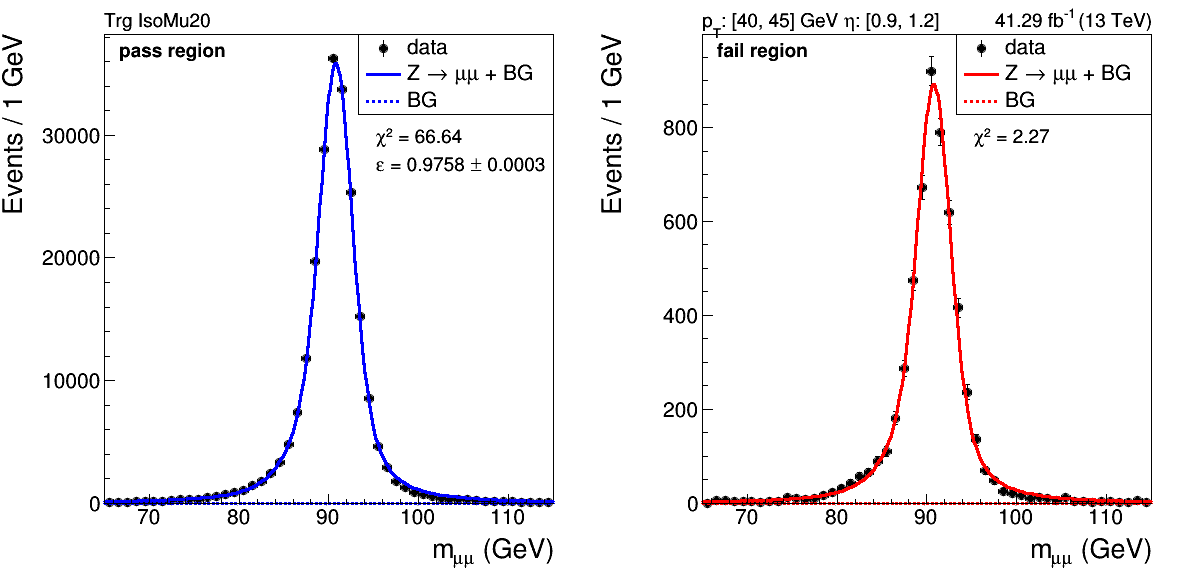 Trg IsoMu20
pass region
data
Z → μμ + BG
BG
χ² = 66.64
ε = 0.9758 ± 0.0003
Events / 1 GeV
30000
20000
10000
0
70 80 90 100 110
m_μμ (GeV)
p_T: [40, 45] GeV η: [0.9, 1.2] 41.29 fb⁻¹ (13 TeV)
fail region
data
Z → μμ + BG
BG
χ² = 2.27
Events / 1 GeV
800
600
400
200
0
70 80 90 100 110
m_μμ (GeV)